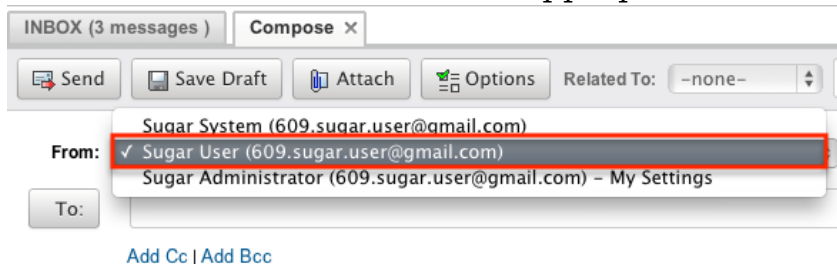 INBOX (3 messages ) Compose ×
Send Save Draft Attach Options Related To: -none-
Sugar System (609.sugar.user@gmail.com)
From: ✓ Sugar User (609.sugar.user@gmail.com)
Sugar Administrator (609.sugar.user@gmail.com) – My Settings
To:
Add Cc | Add Bcc